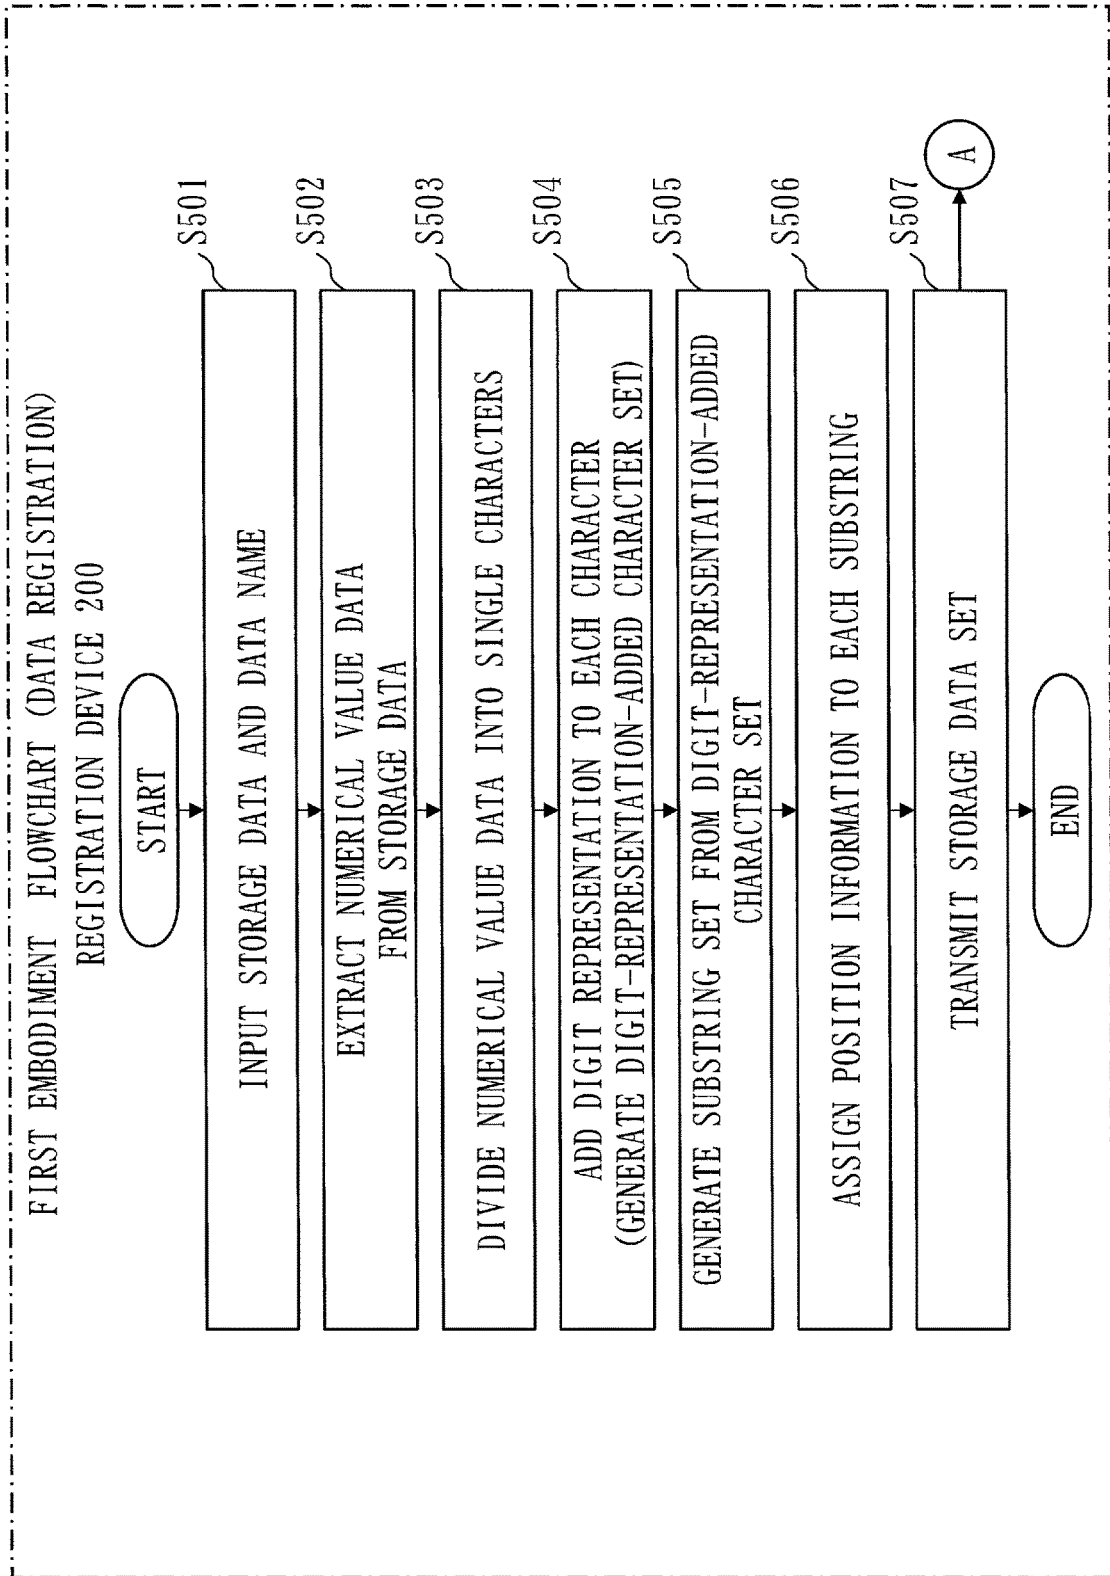 FIRST EMBODIMENT FLOWCHART (DATA REGISTRATION)
REGISTRATION DEVICE 200
START
S501
INPUT STORAGE DATA AND DATA NAME
S502
EXTRACT NUMERICAL VALUE DATA
FROM STORAGE DATA
S503
DIVIDE NUMERICAL VALUE DATA INTO SINGLE CHARACTERS
S504
ADD DIGIT REPRESENTATION TO EACH CHARACTER
(GENERATE DIGIT-REPRESENTATION-ADDED CHARACTER SET)
S505
GENERATE SUBSTRING SET FROM DIGIT-REPRESENTATION-ADDED
CHARACTER SET
S506
ASSIGN POSITION INFORMATION TO EACH SUBSTRING
S507
TRANSMIT STORAGE DATA SET
A
END